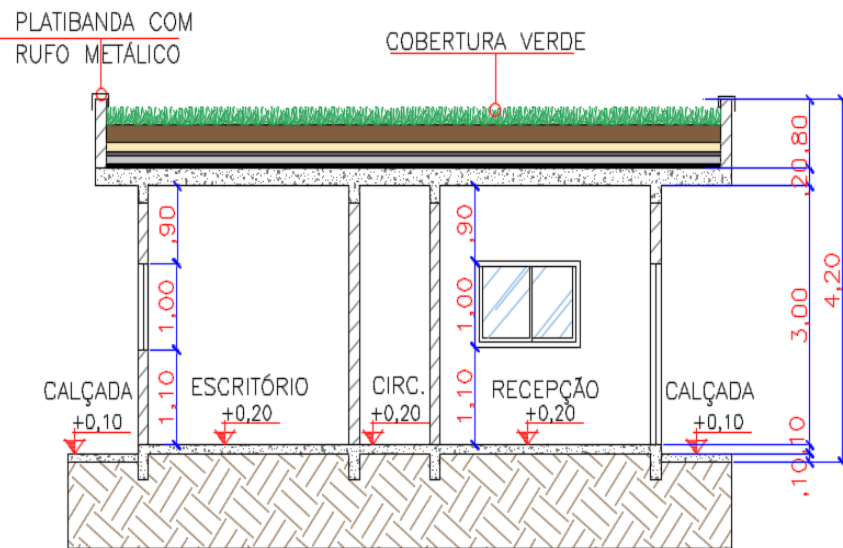 PLATIBANDA COM
RUFO METÁLICO
COBERTURA VERDE
,80
,20
,90
,90
1,00
1,00
3,00
4,20
1,10
1,10
CALÇADA
+0,10
ESCRITÓRIO
+0,20
CIRC.
+0,20
RECEPÇÃO
+0,20
CALÇADA
+0,10
,10
,10